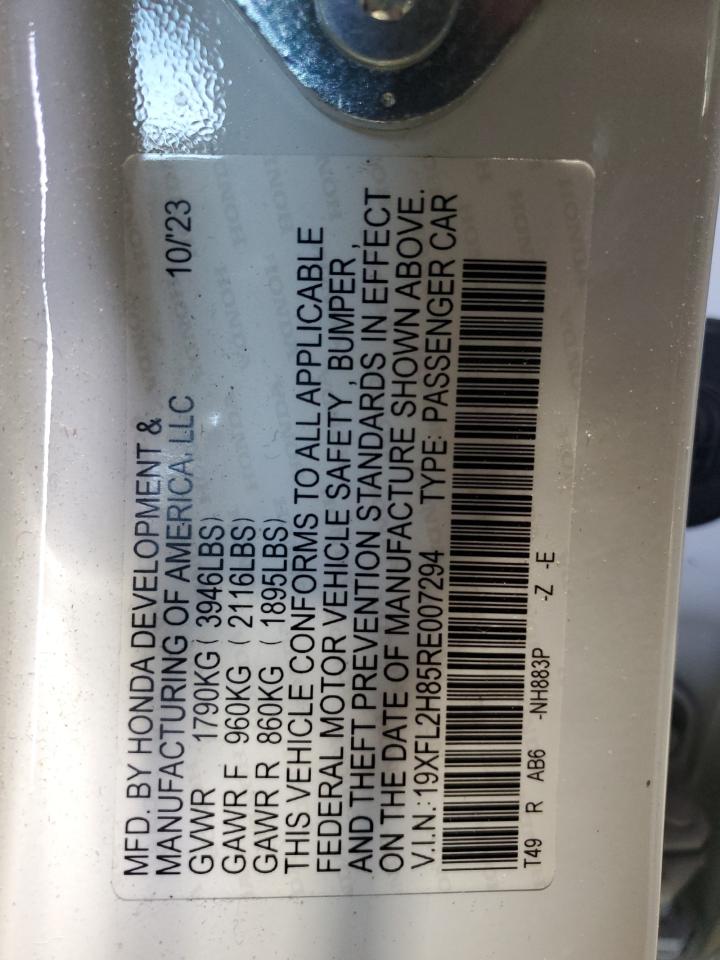 MFD. BY HONDA DEVELOPMENT &
MANUFACTURING OF AMERICA, LLC 10/'23
GVWR 1790KG ( 3946LBS)
GAWR F 960KG ( 2116LBS)
GAWR R 860KG ( 1895LBS)
THIS VEHICLE CONFORMS TO ALL APPLICABLE
FEDERAL MOTOR VEHICLE SAFETY , BUMPER ,
AND THEFT PREVENTION STANDARDS IN EFFECT
ON THE DATE OF MANUFACTURE SHOWN ABOVE.
V.I.N.: 19XFL2H85RE007294 TYPE: PASSENGER CAR
T49 R AB6 -NH883P -Z -E